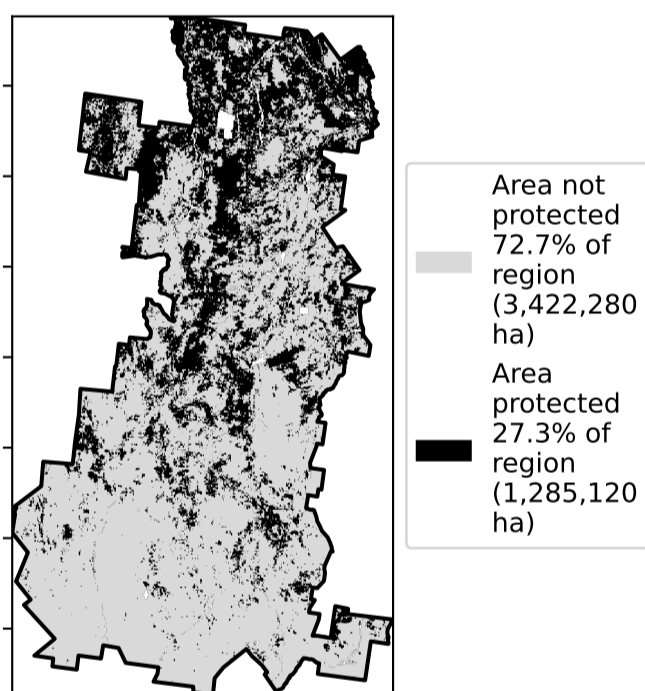 Area not
protected
72.7% of
region
(3,422,280
ha)
Area
protected
27.3% of
region
(1,285,120
ha)